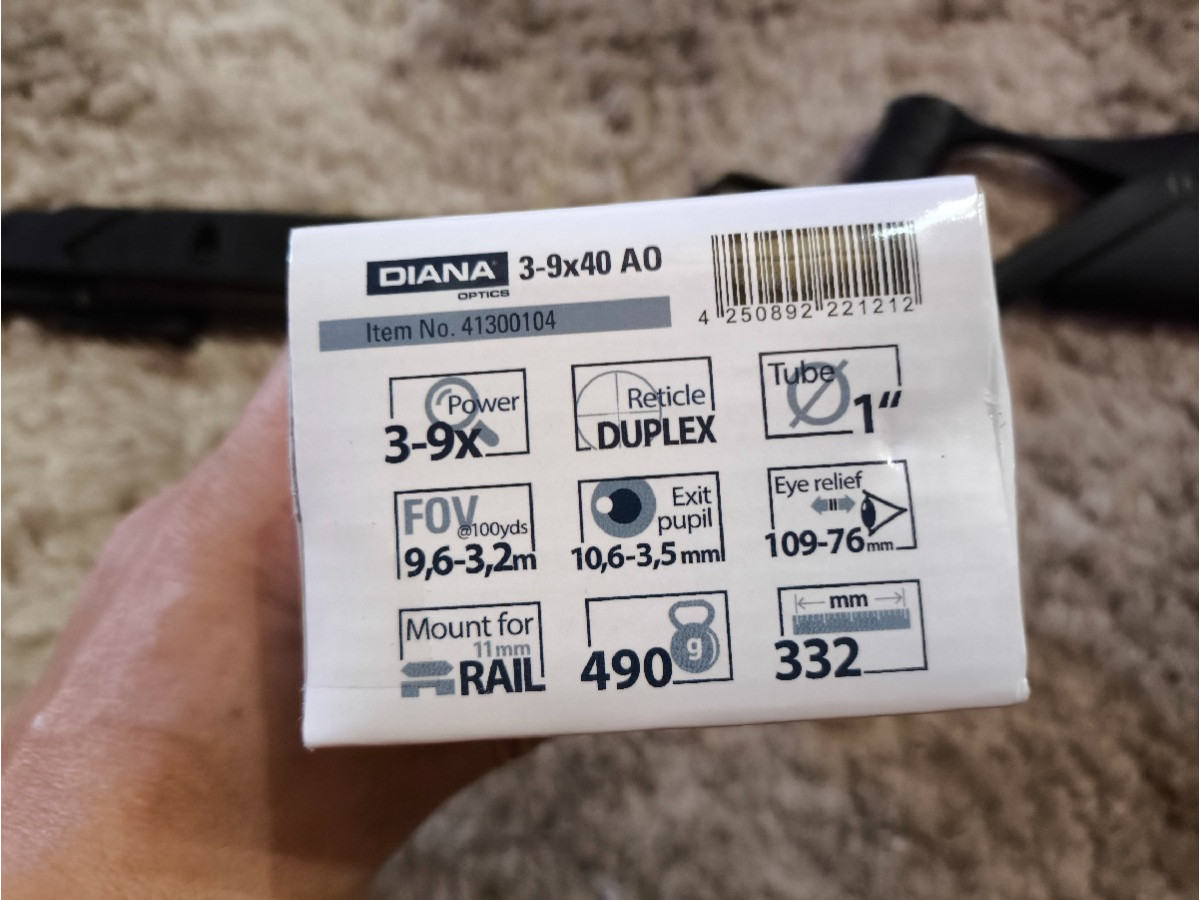 DIANA 3-9x40 AO
OPTICS
Item No. 41300104
4 250892 221212
Power
3-9x
Reticle
DUPLEX
Tube
1“
FOV
@100yds
9,6-3,2m
Exit
pupil
10,6-3,5 mm
Eye relief
109-76mm
Mount for
11mm
RAIL
490 g
mm
332